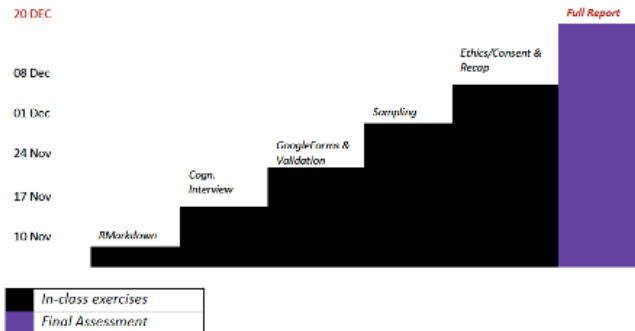 20 DEC
Full Report
Ethics/Consent &
Recap
08 Dec
01 Dec
Sampling
GoogleForms &
Validation
24 Nov
Cogn.
Interview
17 Nov
10 Nov
RMarkdown
In-class exercises
Final Assessment